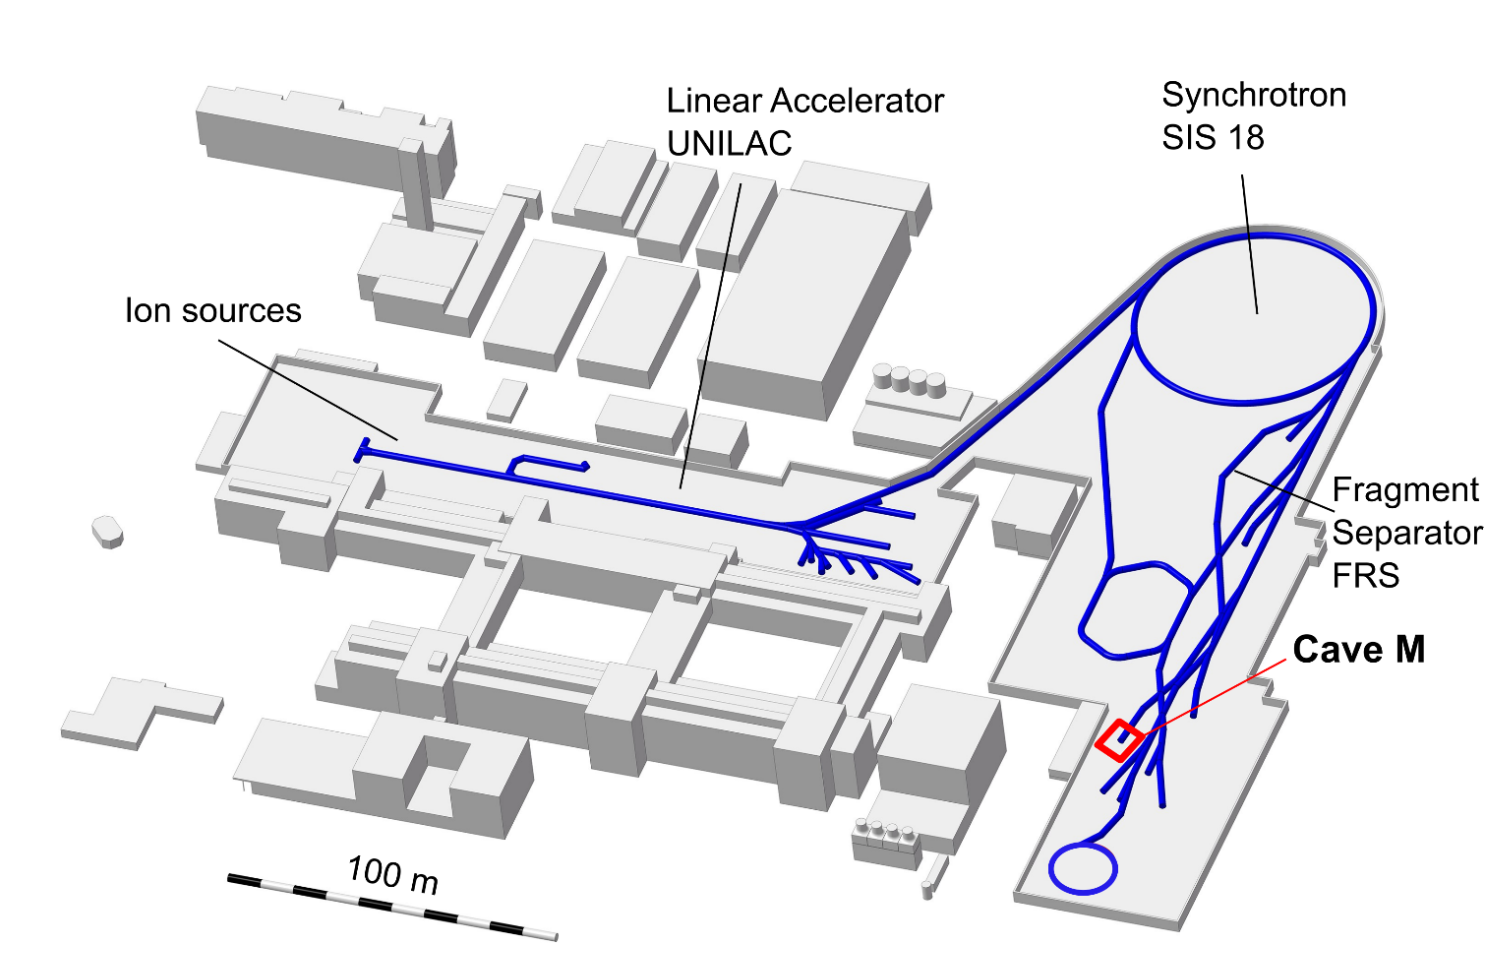 Linear Accelerator
UNILAC
Synchrotron
SIS 18
Ion sources
Fragment
Separator
FRS
Cave M
100 m